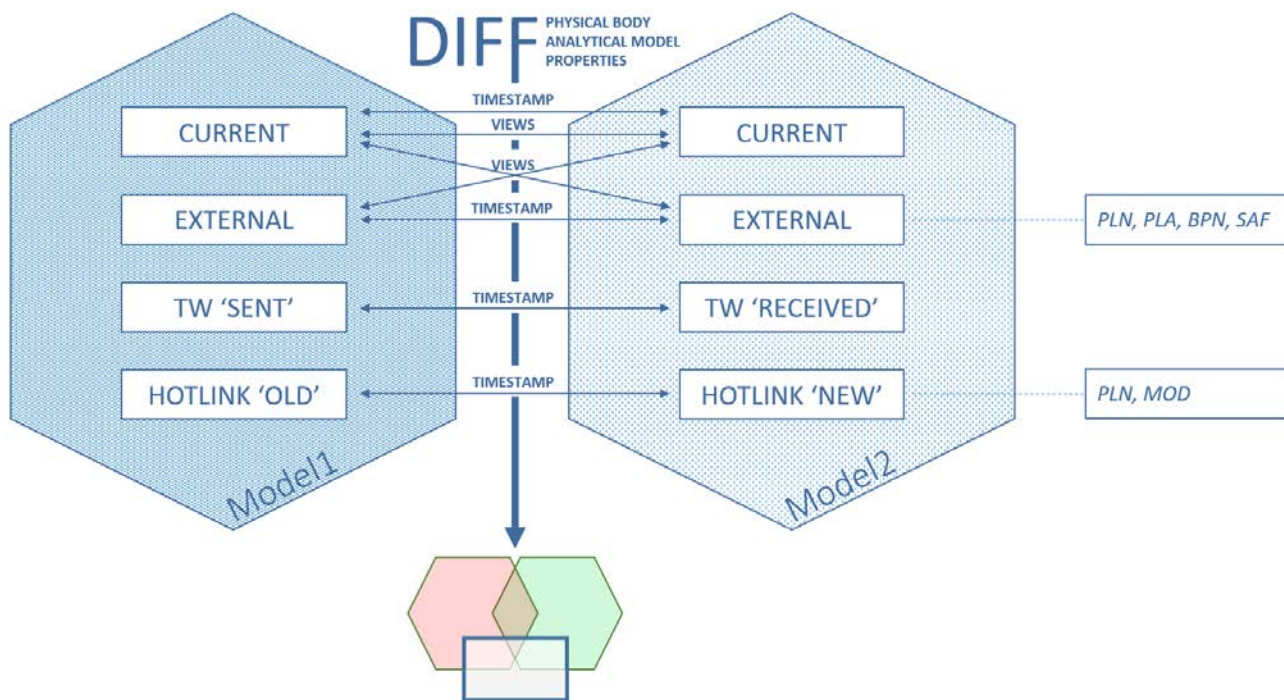 DIFF
PHYSICAL BODY
ANALYTICAL MODEL
PROPERTIES
TIMESTAMP
CURRENT
CURRENT
VIEWS
VIEWS
EXTERNAL
TIMESTAMP
EXTERNAL
PLN, PLA, BPN, SAF
TW ‘SENT’
TIMESTAMP
TW ‘RECEIVED’
HOTLINK ‘OLD’
TIMESTAMP
HOTLINK ‘NEW’
PLN, MOD
Model1
Model2